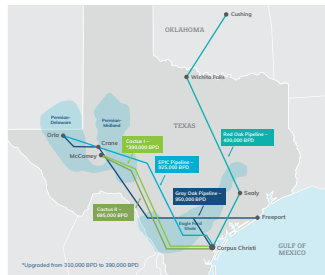 Cushing
OKLAHOMA
Wichita Falls
Permian-
Delaware
Permian-
Midland
TEXAS
Orla
Crane
McCamey
Cactus I –
*390,000 BPD
Red Oak Pipeline –
400,000 BPD
EPIC Pipeline –
925,000 BPD
Gray Oak Pipeline –
850,000 BPD
Cactus II –
685,000 BPD
Sealy
Freeport
Eagle Ford
Shale
Corpus Christi
GULF OF
MEXICO
*Upgraded from 310,000 BPD to 390,000 BPD